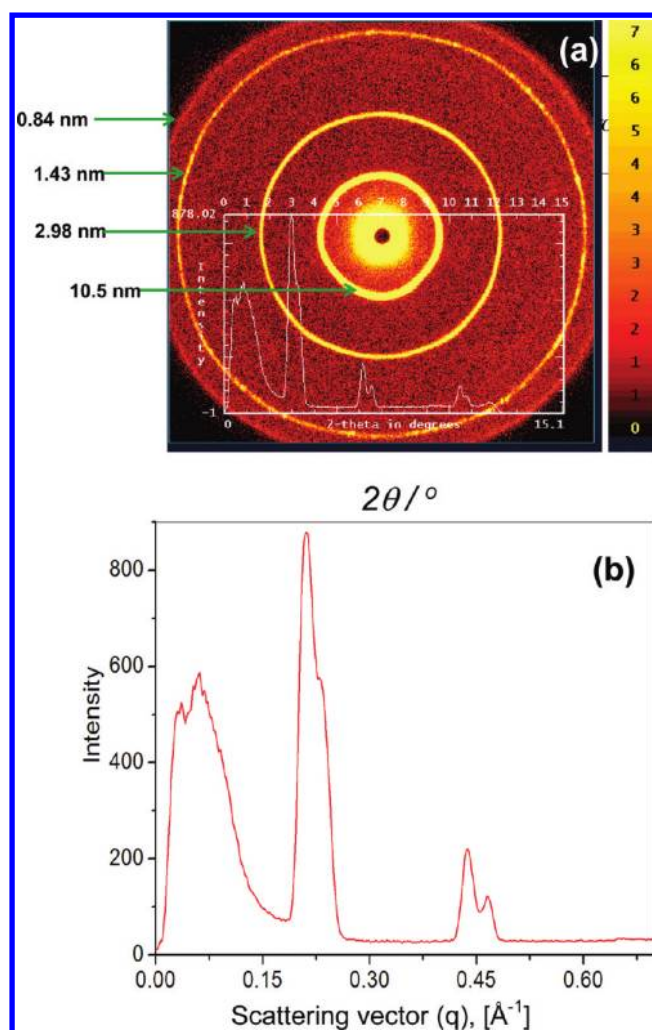 (a)
7
6
6
5
5
4
4
3
3
2
2
1
1
0
0.84 nm
1.43 nm
2.98 nm
10.5 nm
0 1 2 3 4 5 6 7 8 9 10 11 12 13 14 15
878.02
Intensity
-1
0 2-theta in degrees 15.1
2θ / º
(b)
800
600
400
200
0
Intensity
0.00 0.15 0.30 0.45 0.60
Scattering vector (q), [Å⁻¹]